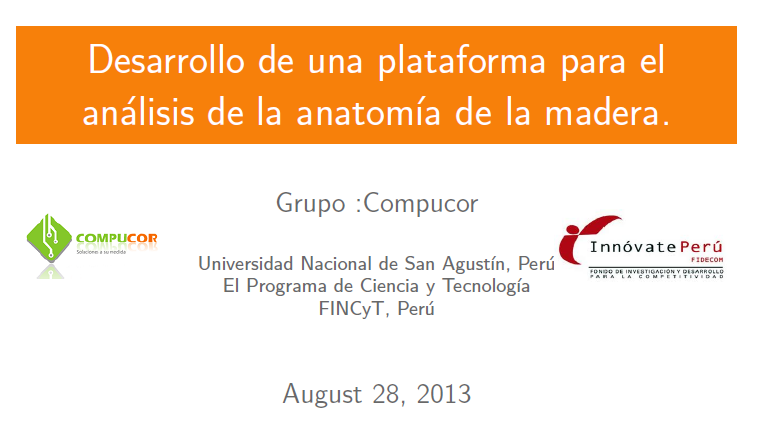 Desarrollo de una plataforma para el
análisis de la anatomía de la madera.
Grupo :Compucor
COMPUCOR
Soluciones a su medida
InnóvatePerú
FIDECOM
FONDO DE INVESTIGACIÓN Y DESARROLLO
PARA LA COMPETITIVIDAD
Universidad Nacional de San Agustín, Perú
El Programa de Ciencia y Tecnología
FINCyT, Perú
August 28, 2013